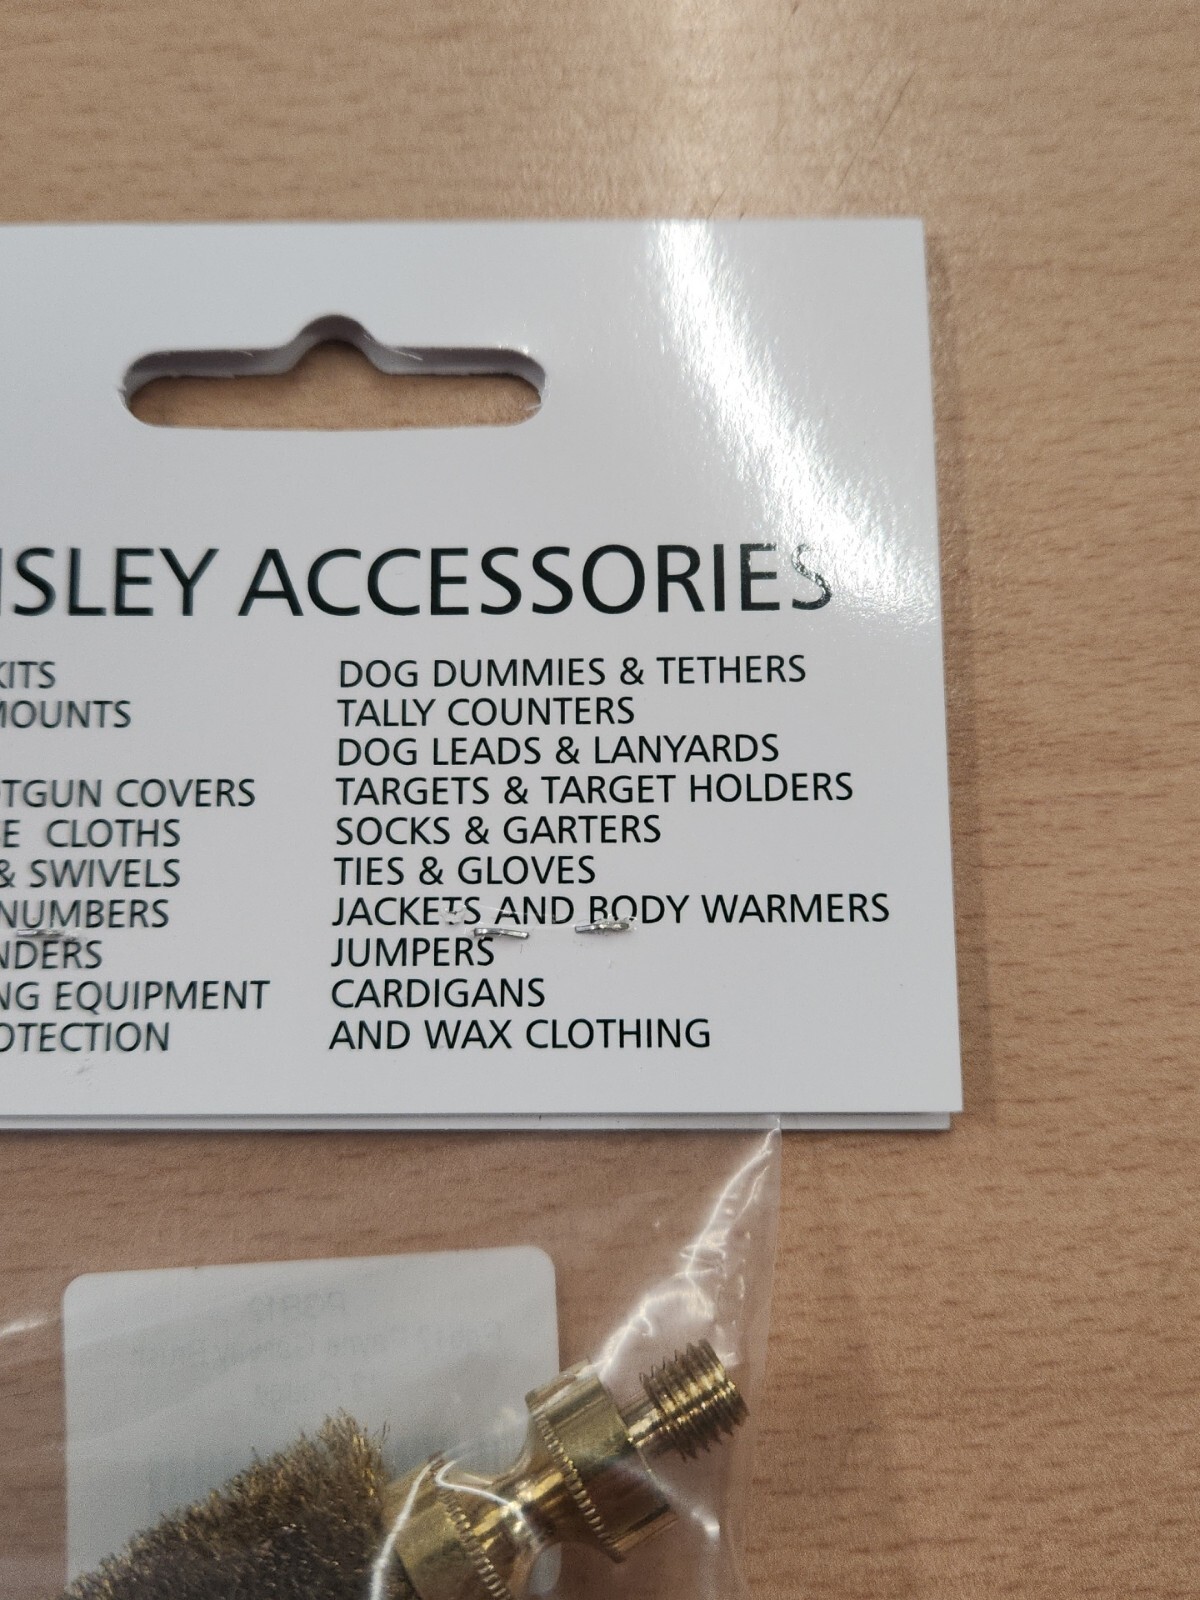 ISLEY ACCESSORIES
KITS
MOUNTS
OTGUN COVERS
E CLOTHS
& SWIVELS
NUMBERS
NDERS
NG EQUIPMENT
OTECTION
DOG DUMMIES & TETHERS
TALLY COUNTERS
DOG LEADS & LANYARDS
TARGETS & TARGET HOLDERS
SOCKS & GARTERS
TIES & GLOVES
JACKETS AND BODY WARMERS
JUMPERS
CARDIGANS
AND WAX CLOTHING